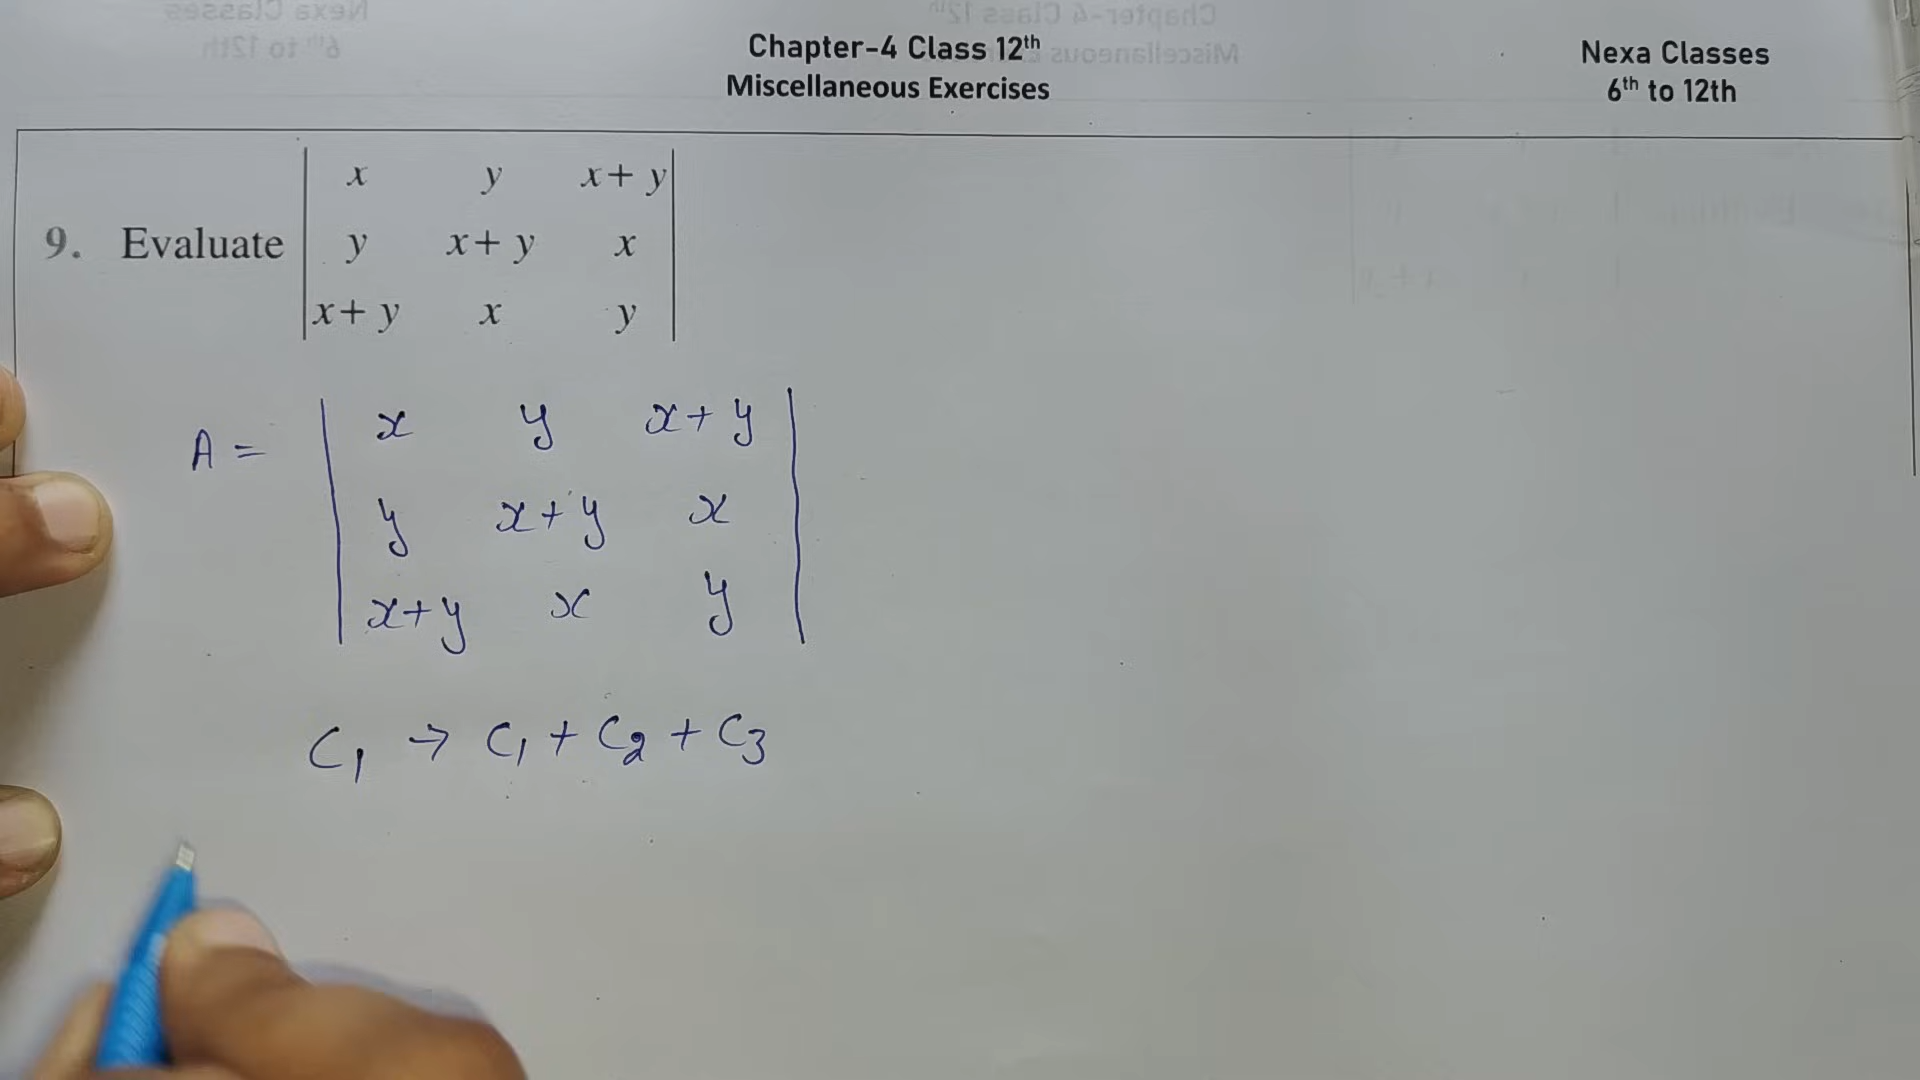 Chapter-4 Class 12th
Miscellaneous Exercises
Nexa Classes
6th to 12th
9. Evaluate
x y x+ y
y x+ y x
x+ y x y
A =
x y x+ y
y x+y x
x+y x y
C1 → C1 + C2 + C3